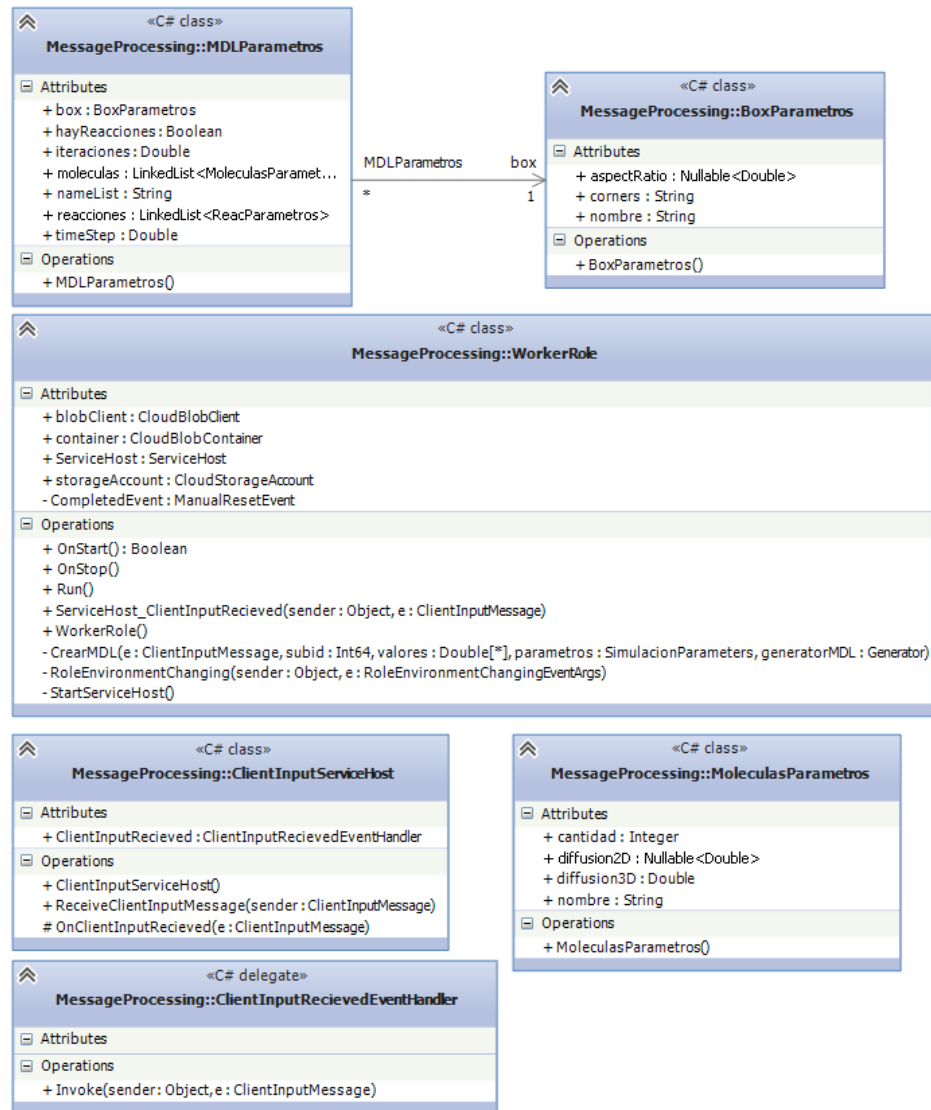 «C# class»
MessageProcessing::MDLParametros
Attributes
+ box : BoxParametros
+ hayReacciones : Boolean
+ iteraciones : Double
+ moleculas : LinkedList<MoleculasParamet...
+ nameList : String
+ reacciones : LinkedList<ReacParametros>
+ timeStep : Double
Operations
+ MDLParametros()
MDLParametros
box
*
1
«C# class»
MessageProcessing::BoxParametros
Attributes
+ aspectRatio : Nullable<Double>
+ corners : String
+ nombre : String
Operations
+ BoxParametros()
«C# class»
MessageProcessing::WorkerRole
Attributes
+ blobClient : CloudBlobClient
+ container : CloudBlobContainer
+ ServiceHost : ServiceHost
+ storageAccount : CloudStorageAccount
- CompletedEvent : ManualResetEvent
Operations
+ OnStart() : Boolean
+ OnStop()
+ Run()
+ ServiceHost_ClientInputRecieved(sender : Object, e : ClientInputMessage)
+ WorkerRole()
- CrearMDL(e : ClientInputMessage, subid : Int64, valores : Double[*], parametros : SimulacionParameters, generatorMDL : Generator)
- RoleEnvironmentChanging(sender : Object, e : RoleEnvironmentChangingEventArgs)
- StartServiceHost()
«C# class»
MessageProcessing::ClientInputServiceHost
Attributes
+ ClientInputRecieved : ClientInputRecievedEventHandler
Operations
+ ClientInputServiceHost()
+ ReceiveClientInputMessage(sender : ClientInputMessage)
# OnClientInputRecieved(e : ClientInputMessage)
«C# class»
MessageProcessing::MoleculasParametros
Attributes
+ cantidad : Integer
+ diffusion2D : Nullable<Double>
+ diffusion3D : Double
+ nombre : String
Operations
+ MoleculasParametros()
«C# delegate»
MessageProcessing::ClientInputRecievedEventHandler
Attributes
Operations
+ Invoke(sender : Object, e : ClientInputMessage)